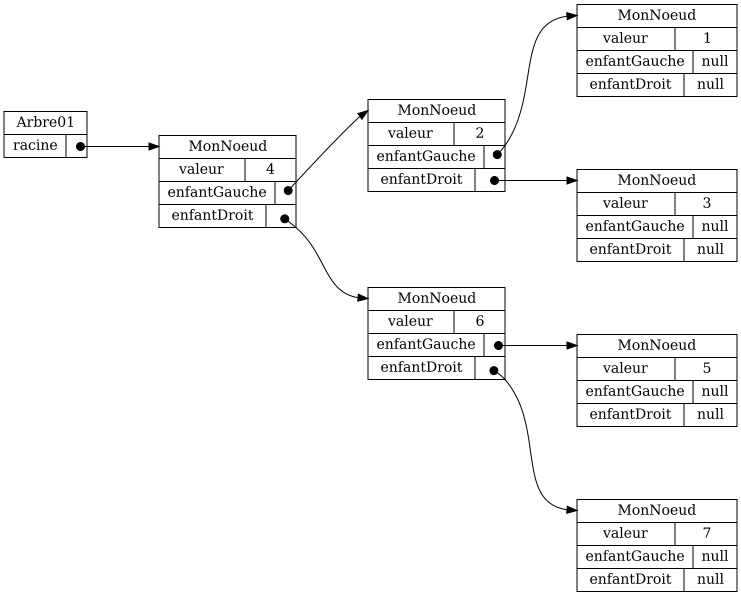 Arbre01
racine
MonNoeud
valeur 4
enfantGauche
enfantDroit
MonNoeud
valeur 2
enfantGauche
enfantDroit
MonNoeud
valeur 6
enfantGauche
enfantDroit
MonNoeud
valeur 1
enfantGauche null
enfantDroit null
MonNoeud
valeur 3
enfantGauche null
enfantDroit null
MonNoeud
valeur 5
enfantGauche null
enfantDroit null
MonNoeud
valeur 7
enfantGauche null
enfantDroit null